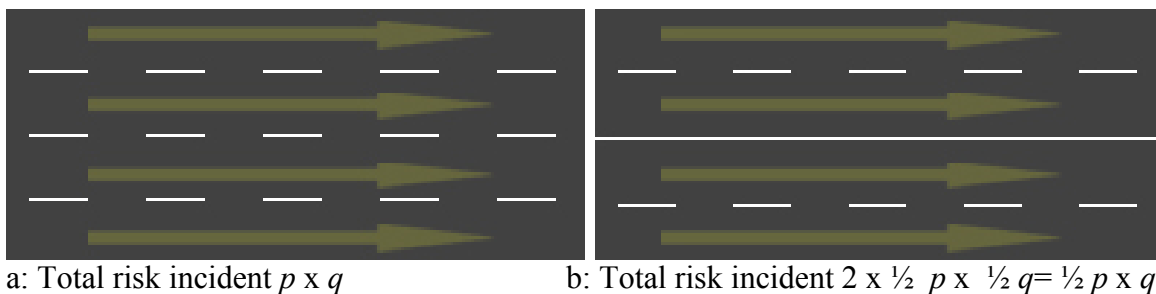 a: Total risk incident p x q
b: Total risk incident 2 x ½ p x ½ q= ½ p x q